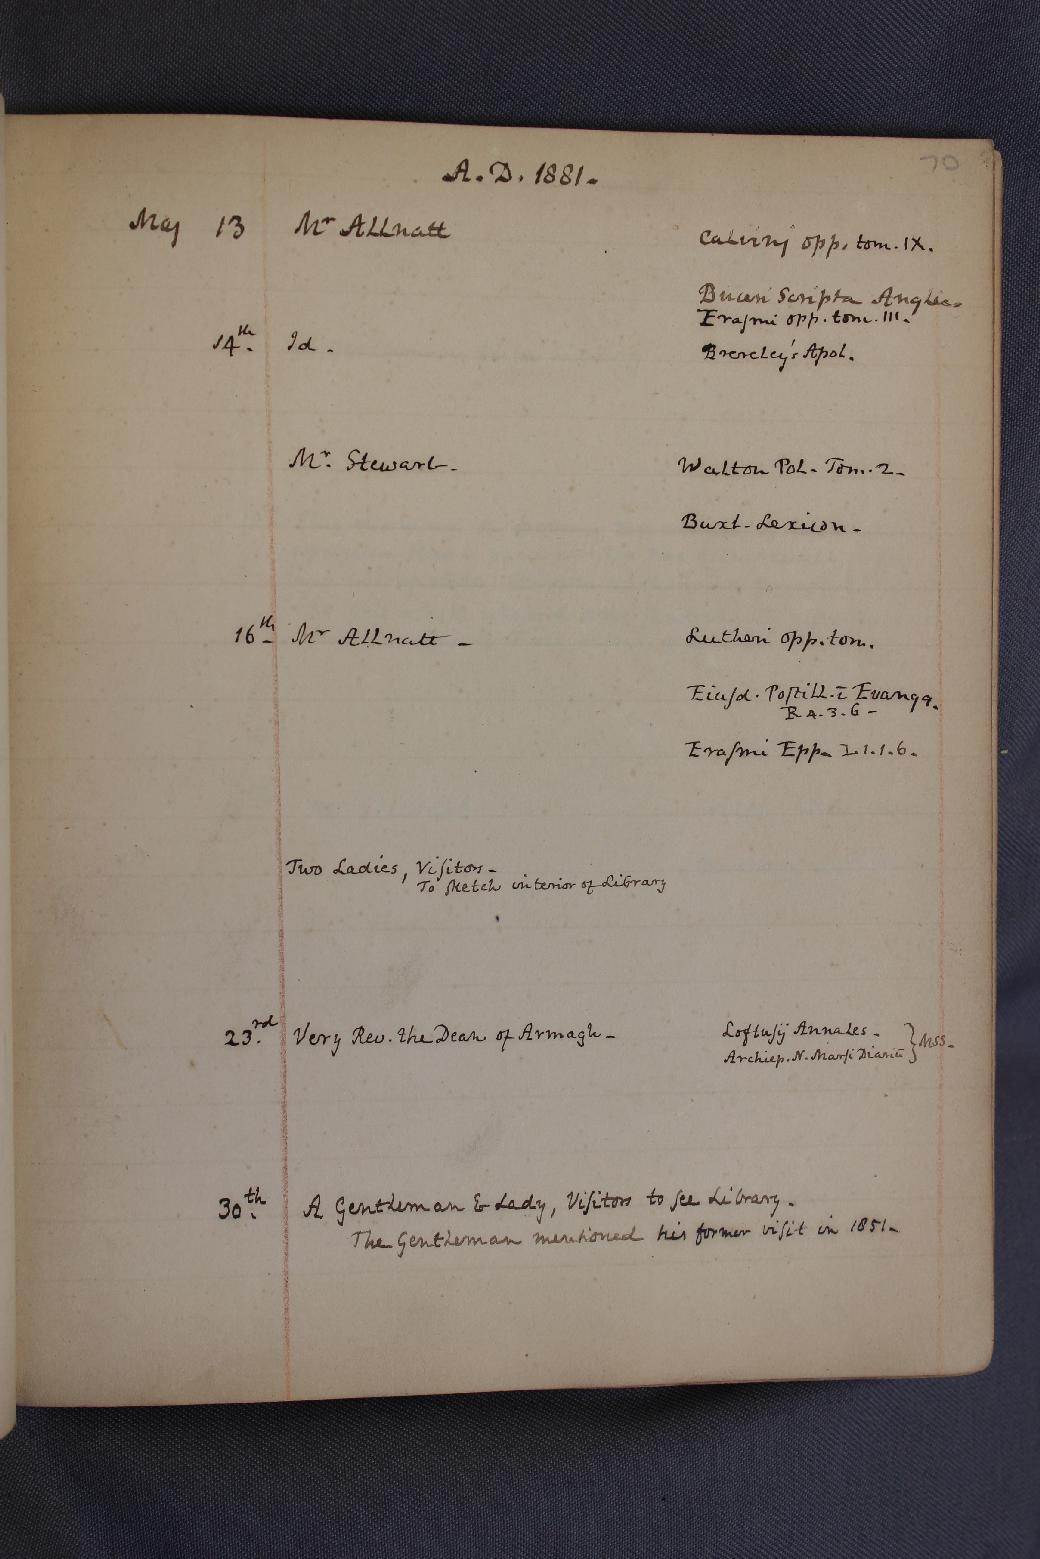 70
A. D. 1881.
May 13 Mr Allnatt Calvinj opp. tom. IX.
Buceri Scripta Anglic.
Erasmi opp. tom. III.
14th. Id. Brereley's Apol.
Mr. Stewart. Walton Pol. Tom. 2.
Buxt. Lexicon.
16th Mr Allnatt Lutheri opp. tom.
Eiusd. Postill. ī Evangg.
R 4. 3. 6
Erasmi Epp. L 1. 1. 6.
Two Ladies, Visitors.
To sketch interior of Library
23rd. Very Rev. the Dean of Armagh Loftusij Annales. } Mss.
Archiep. N. Marsi Diariū
30th. A Gentleman & Lady, Visitors to see Library.
The Gentleman mentioned his former visit in 1851.